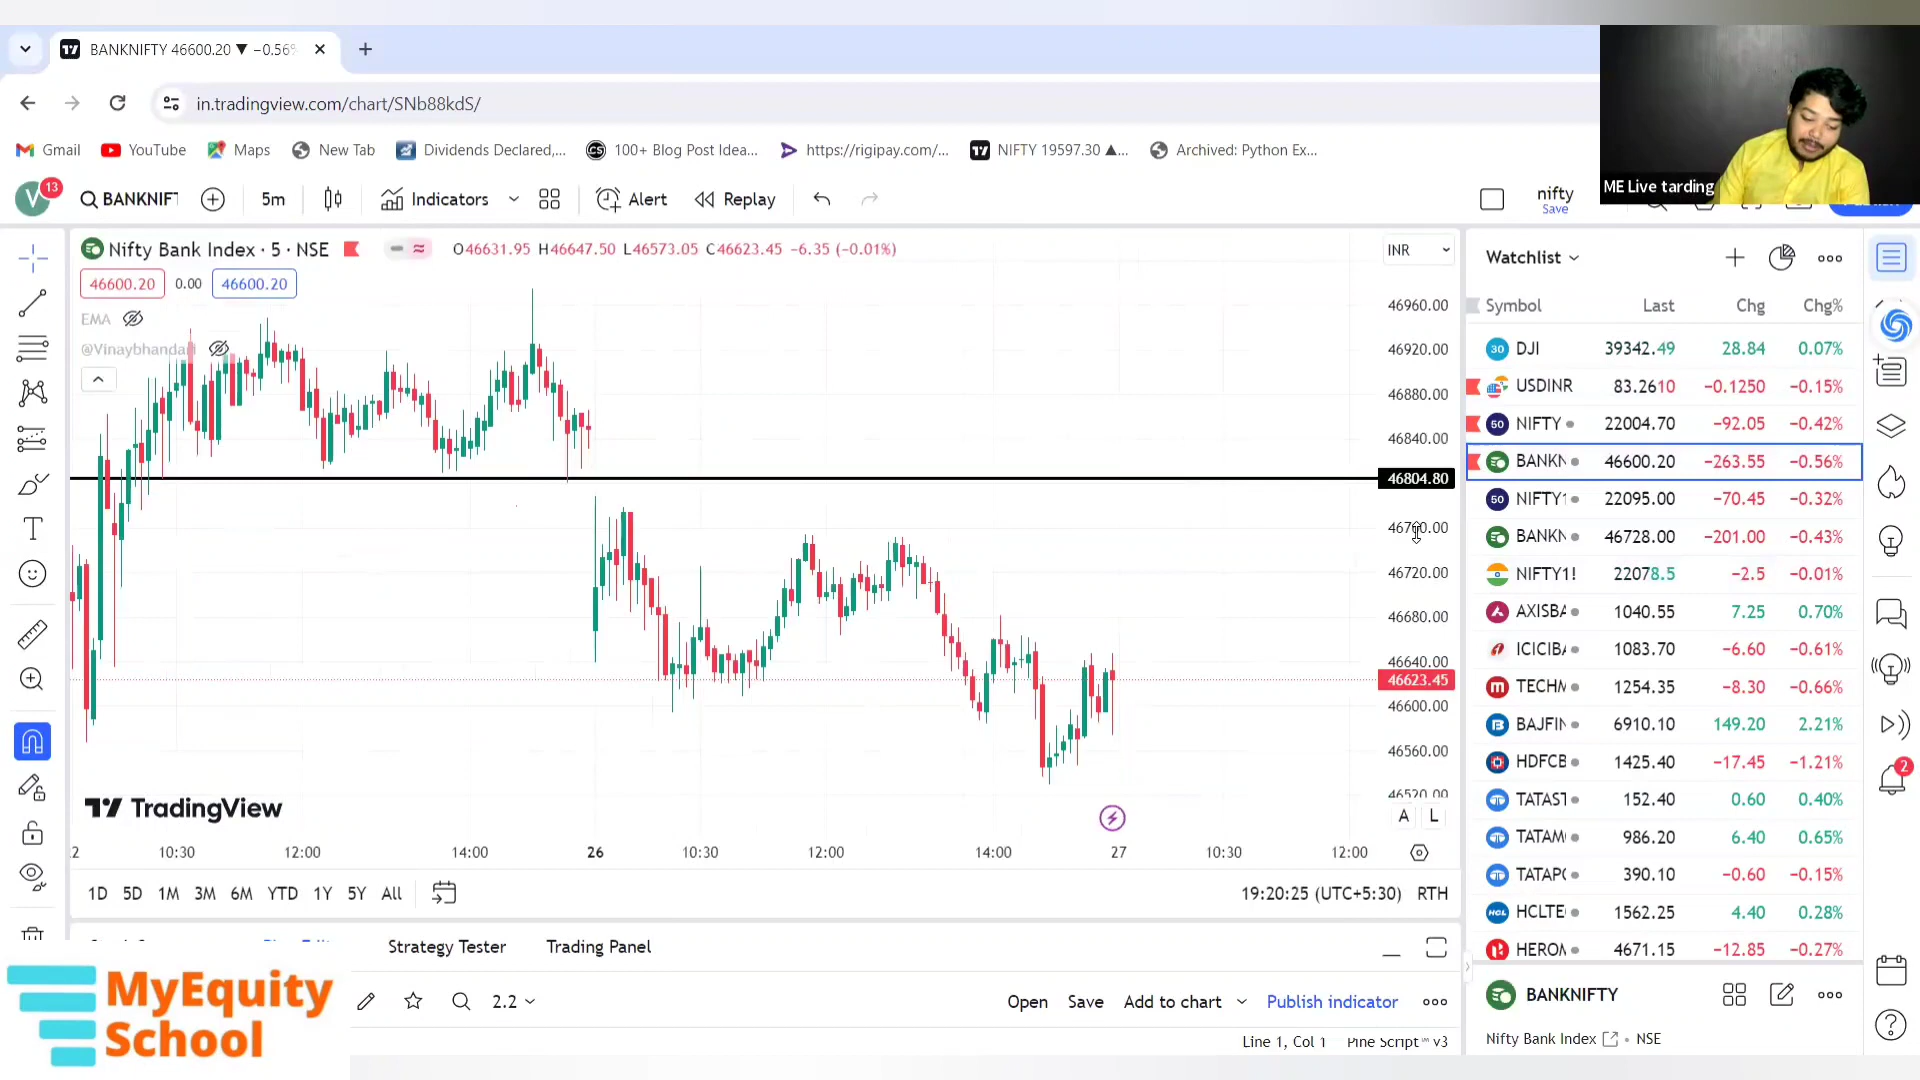 BANKNIFTY 46600.20 ▼ −0.56%
in.tradingview.com/chart/SNb88kdS/
Gmail YouTube Maps New Tab Dividends Declared,... 100+ Blog Post Idea... https://rigipay.com/... NIFTY 19597.30 ▲... Archived: Python Ex...
ME Live tarding
V 13 BANKNIFT 5m Indicators Alert Replay nifty
Save
Nifty Bank Index · 5 · NSE O46631.95 H46647.50 L46573.05 C46623.45 −6.35 (−0.01%) INR
46600.20 0.00 46600.20
EMA
@Vinaybhandari
46960.00
46920.00
46880.00
46840.00
46804.80
46760.00
46720.00
46680.00
46640.00
46623.45
46600.00
46560.00
46520.00
TradingView
A L
10:30 12:00 14:00 26 10:30 12:00 14:00 27 10:30 12:00
1D 5D 1M 3M 6M YTD 1Y 5Y All 19:20:25 (UTC+5:30) RTH
Strategy Tester Trading Panel
2.2 Open Save Add to chart Publish indicator
Line 1, Col 1 Pine Script™ v3
MyEquity
School
Watchlist
Symbol Last Chg Chg%
30 DJI 39342.49 28.84 0.07%
USDINR 83.2610 −0.1250 −0.15%
50 NIFTY 22004.70 −92.05 −0.42%
BANKN 46600.20 −263.55 −0.56%
50 NIFTY1 22095.00 −70.45 −0.32%
BANKN 46728.00 −201.00 −0.43%
NIFTY1! 22078.5 −2.5 −0.01%
AXISBA 1040.55 7.25 0.70%
ICICIBA 1083.70 −6.60 −0.61%
TECHM 1254.35 −8.30 −0.66%
BAJFIN 6910.10 149.20 2.21%
HDFCB 1425.40 −17.45 −1.21%
TATAST 152.40 0.60 0.40%
TATAM 986.20 6.40 0.65%
TATAPO 390.10 −0.60 −0.15%
HCL HCLTE 1562.25 4.40 0.28%
HEROM 4671.15 −12.85 −0.27%
BANKNIFTY
Nifty Bank Index • NSE
2